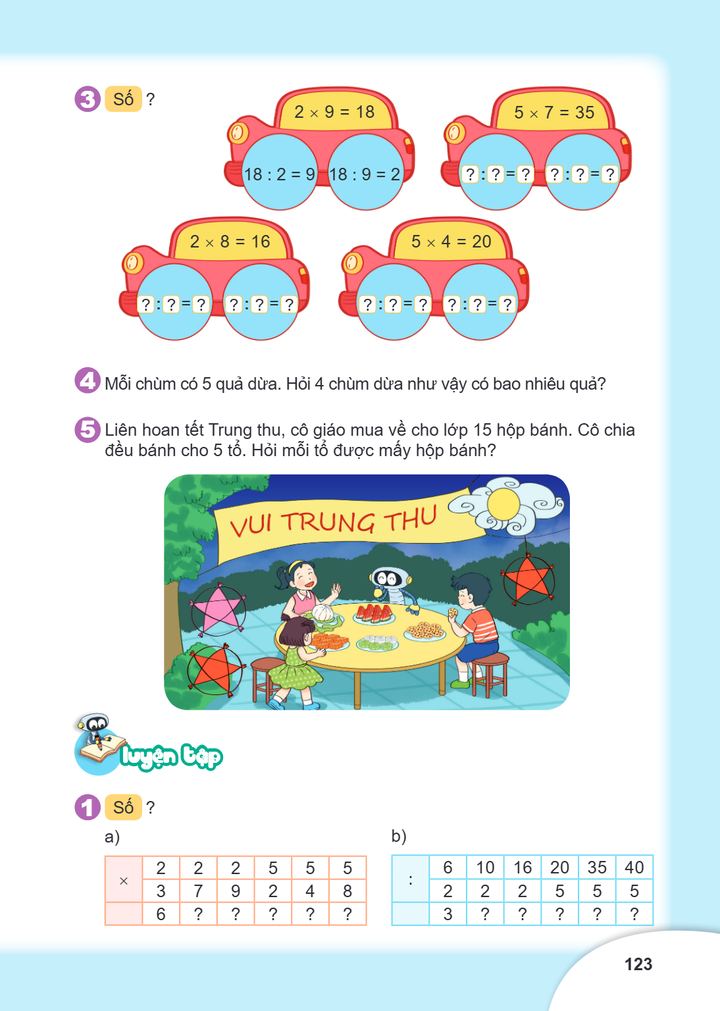 3 Số ?
2 × 9 = 18
18 : 2 = 9 18 : 9 = 2
5 × 7 = 35
? : ? = ? ? : ? = ?
2 × 8 = 16
? : ? = ? ? : ? = ?
5 × 4 = 20
? : ? = ? ? : ? = ?
4 Mỗi chùm có 5 quả dừa. Hỏi 4 chùm dừa như vậy có bao nhiêu quả?
5 Liên hoan tết Trung thu, cô giáo mua về cho lớp 15 hộp bánh. Cô chia
đều bánh cho 5 tổ. Hỏi mỗi tổ được mấy hộp bánh?
VUI TRUNG THU
luyện tập
1 Số ?
a)
× 2 2 2 5 5 5
3 7 9 2 4 8
6 ? ? ? ? ?
b)
: 6 10 16 20 35 40
2 2 2 5 5 5
3 ? ? ? ? ?
123